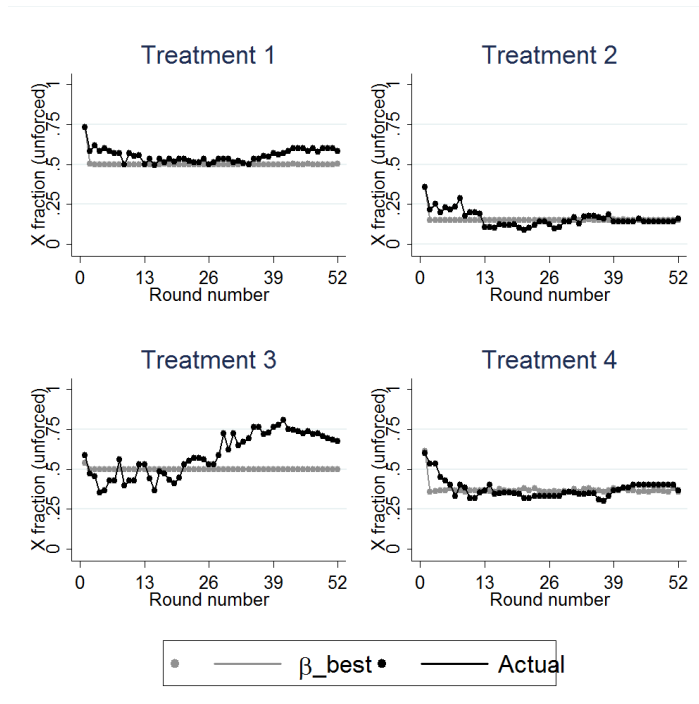 Treatment 1
X fraction (unforced)
0 .25 .5 .75 1
0 13 26 39 52
Round number
Treatment 2
X fraction (unforced)
0 .25 .5 .75 1
0 13 26 39 52
Round number
Treatment 3
X fraction (unforced)
0 .25 .5 .75 1
0 13 26 39 52
Round number
Treatment 4
X fraction (unforced)
0 .25 .5 .75 1
0 13 26 39 52
Round number
β_best Actual